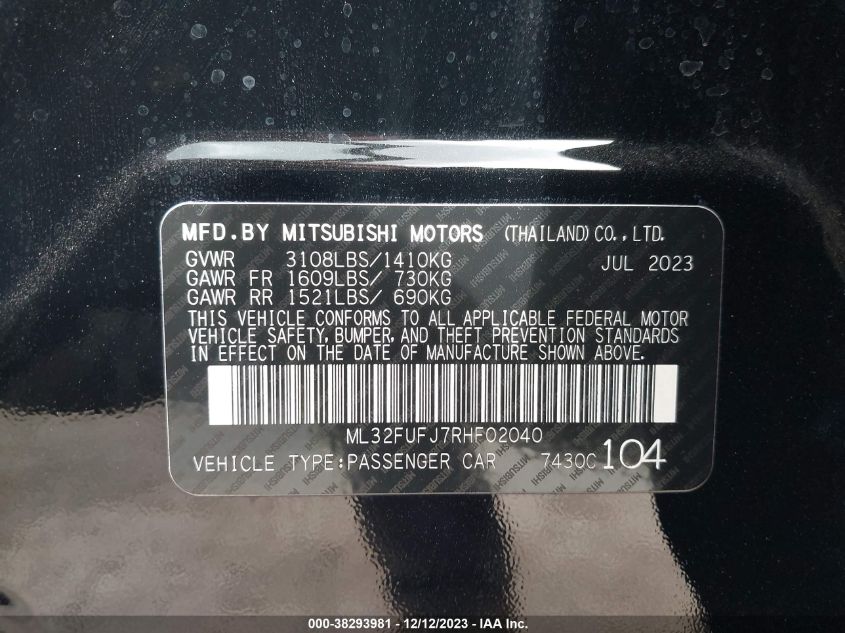 MFD.BY MITSUBISHI MOTORS (THAILAND)CO.,LTD.
GVWR 3108LBS/1410KG JUL 2023
GAWR FR 1609LBS/ 730KG
GAWR RR 1521LBS/ 690KG
THIS VEHICLE CONFORMS TO ALL APPLICABLE FEDERAL MOTOR
VEHICLE SAFETY, BUMPER, AND THEFT PREVENTION STANDARDS
IN EFFECT ON THE DATE OF MANUFACTURE SHOWN ABOVE.
ML32FUFJ7RHF02040
VEHICLE TYPE:PASSENGER CAR 7430C 104
000-38293981 - 12/12/2023 - IAA Inc.